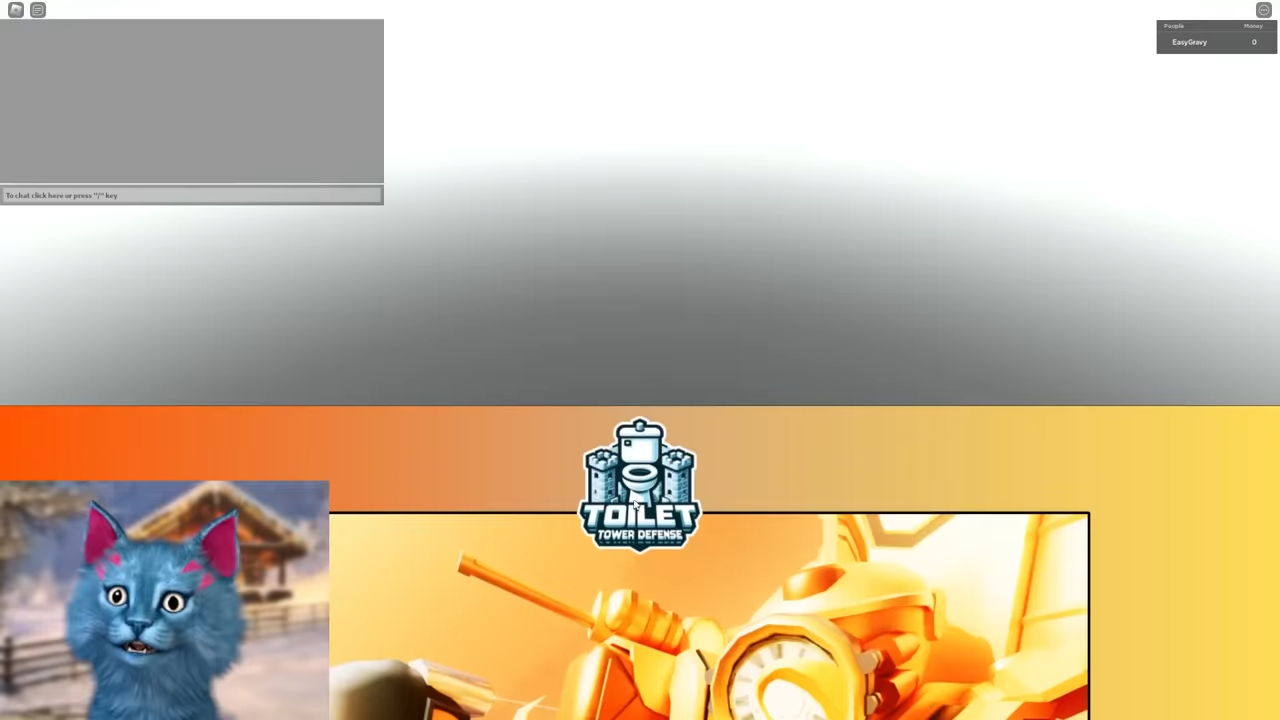 People Money
EasyGravy 0
To chat click here or press "/" key
TOILET
TOWER DEFENSE